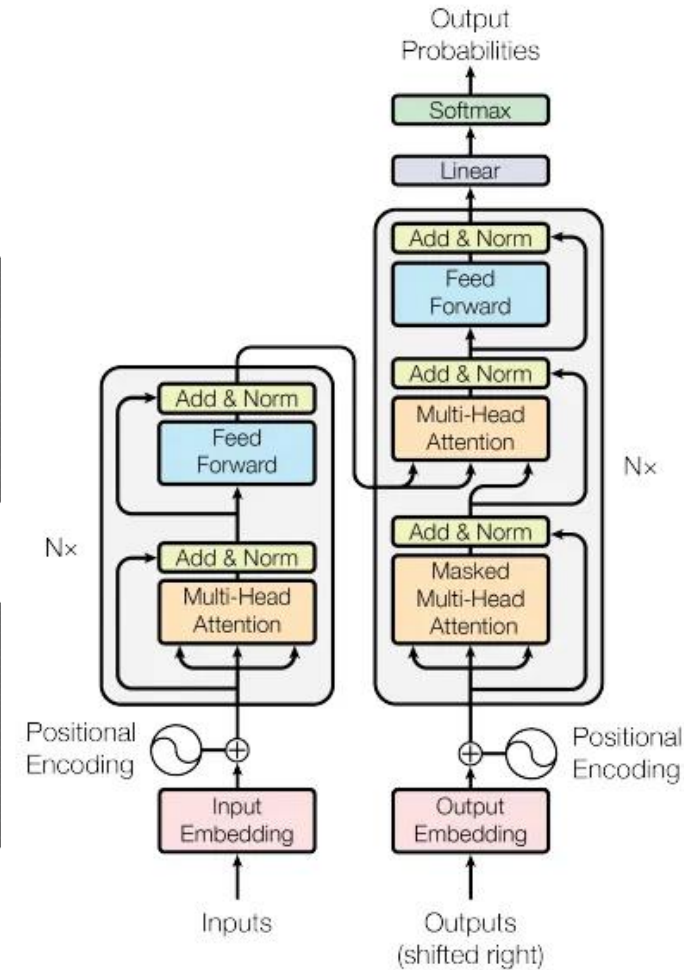 Output
Probabilities
Softmax
Linear
Add & Norm
Feed
Forward
Add & Norm
Multi-Head
Attention
Add & Norm
Masked
Multi-Head
Attention
Nx
Add & Norm
Feed
Forward
Add & Norm
Multi-Head
Attention
Nx
Positional
Encoding
Positional
Encoding
Input
Embedding
Output
Embedding
Inputs
Outputs
(shifted right)